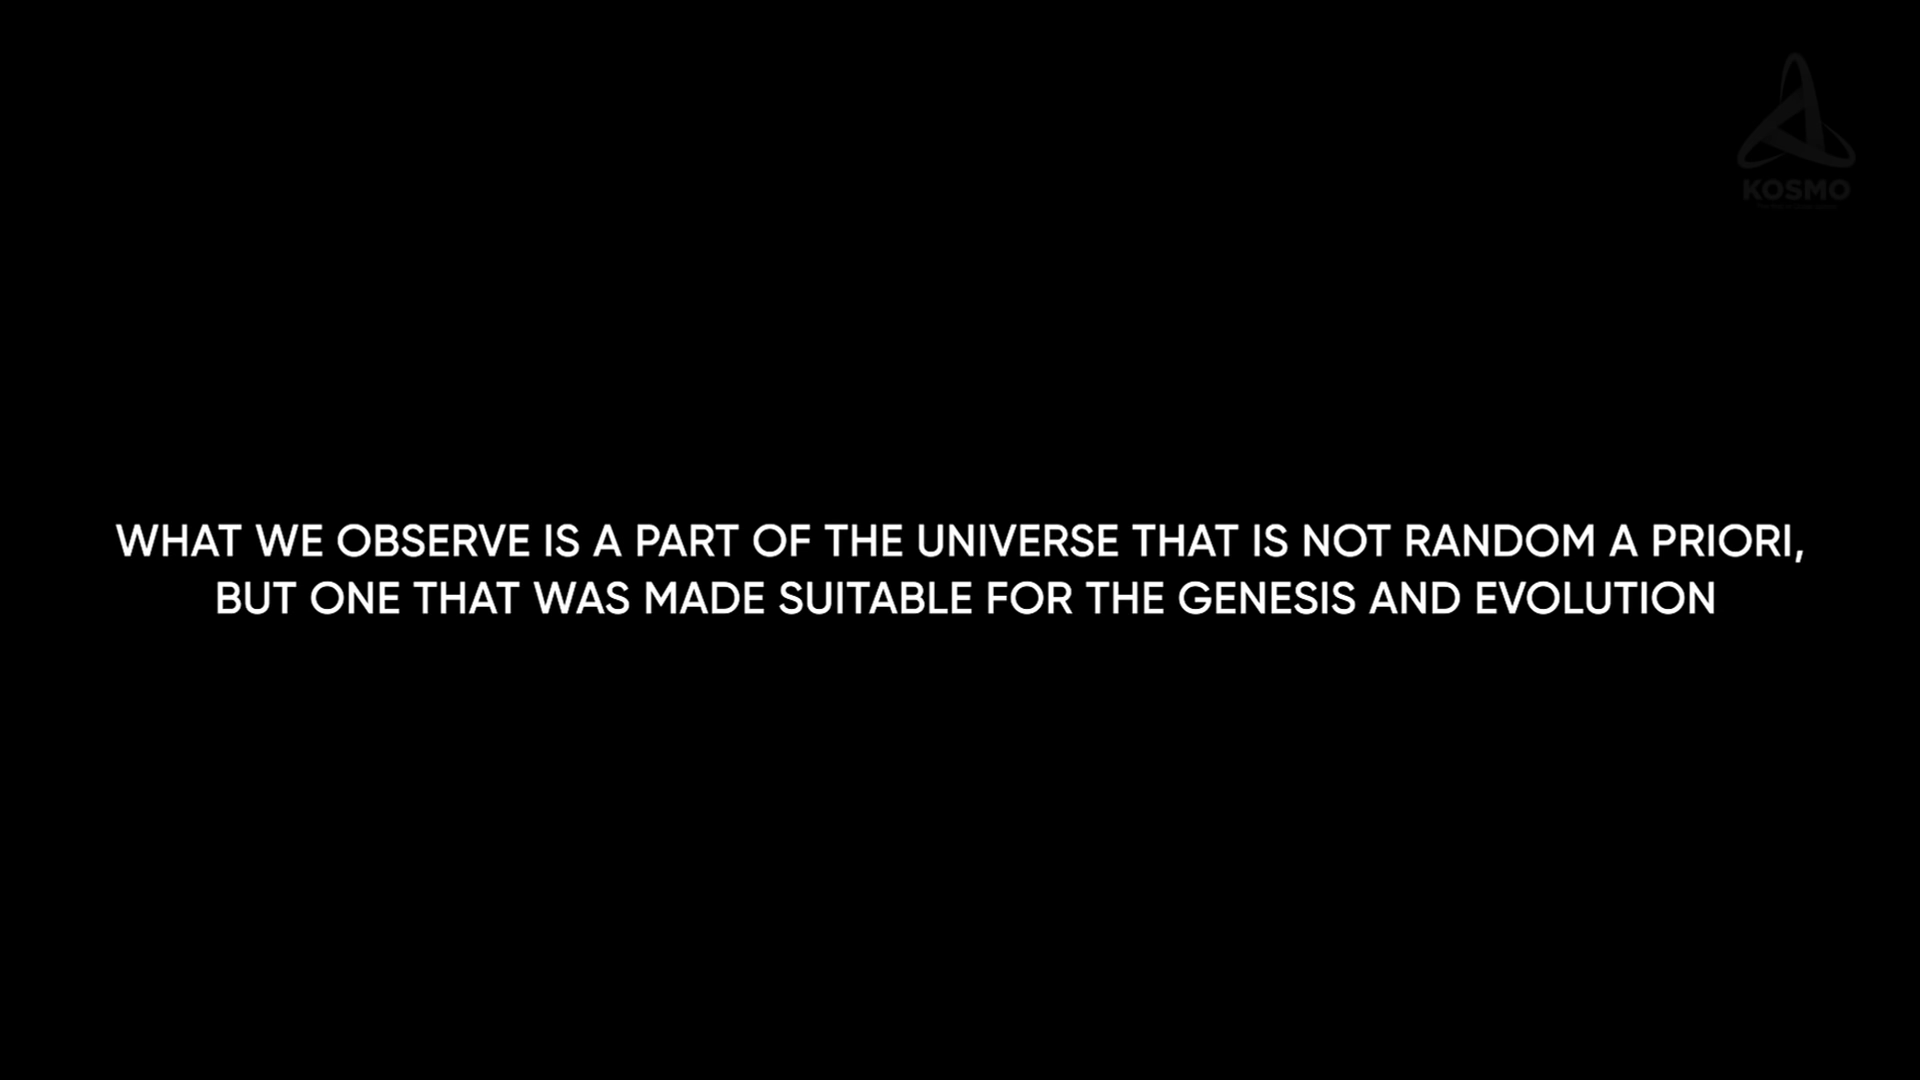 KOSMO
WHAT WE OBSERVE IS A PART OF THE UNIVERSE THAT IS NOT RANDOM A PRIORI,
BUT ONE THAT WAS MADE SUITABLE FOR THE GENESIS AND EVOLUTION